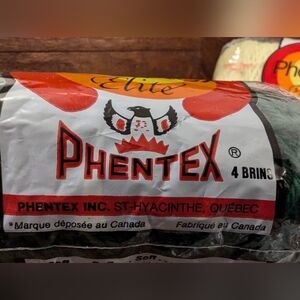 Elite
PHENTEX ®
4 BRINS
PHENTEX INC. ST-HYACINTHE, QUÉBEC
*Marque déposée au Canada Fabriqué au Canada